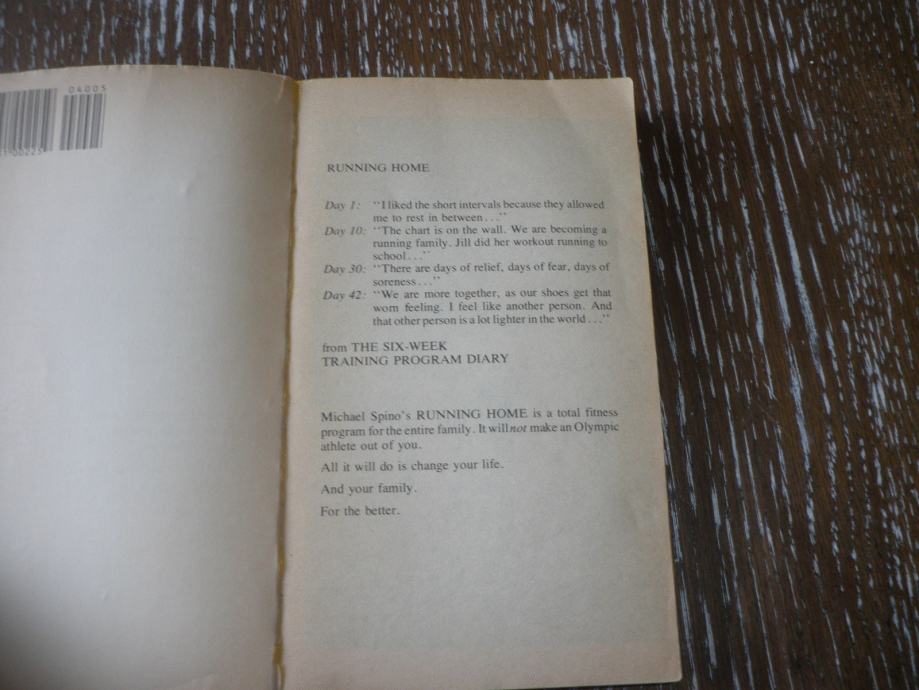 04005
RUNNING HOME
Day 1: "I liked the short intervals because they allowed
me to rest in between . . ."
Day 10: "The chart is on the wall. We are becoming a
running family. Jill did her workout running to
school . . ."
Day 30: "There are days of relief, days of fear, days of
soreness . . ."
Day 42: "We are more together, as our shoes get that
worn feeling. I feel like another person. And
that other person is a lot lighter in the world . . ."
from THE SIX-WEEK
TRAINING PROGRAM DIARY
Michael Spino's RUNNING HOME is a total fitness
program for the entire family. It will not make an Olympic
athlete out of you.
All it will do is change your life.
And your family.
For the better.